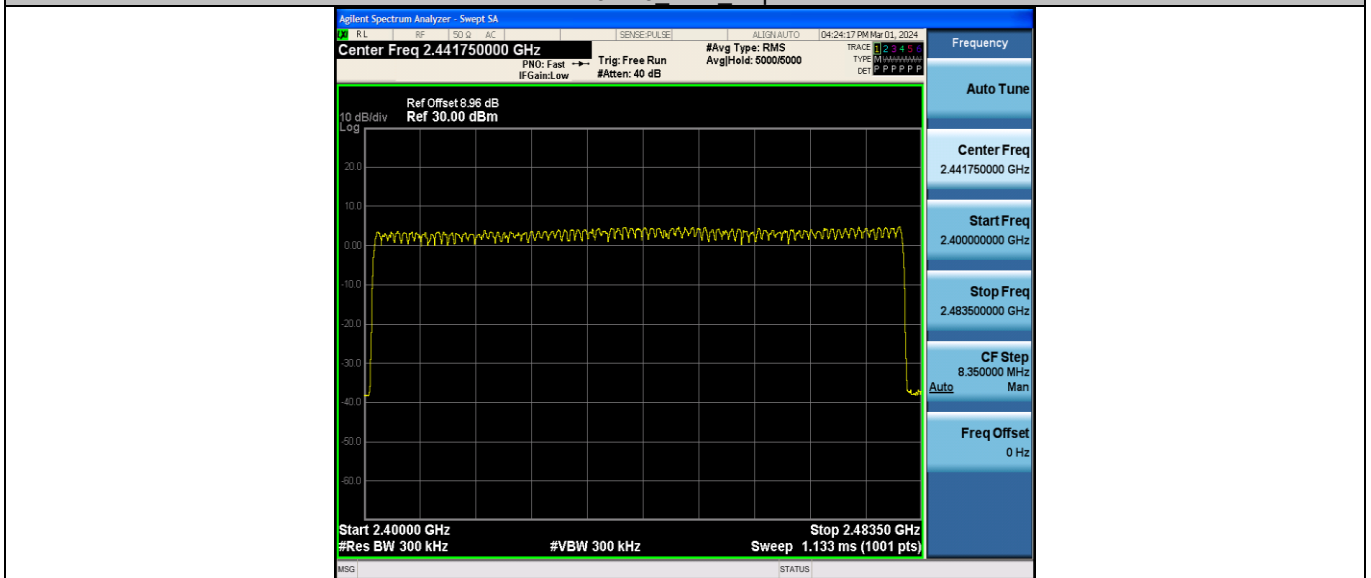 Agilent Spectrum Analyzer - Swept SA
RL RF 50 Ω AC SENSE:PULSE ALIGN AUTO 04:24:17 PM Mar 01, 2024
Center Freq 2.441750000 GHz
PNO: Fast
IFGain:Low
Trig: Free Run
#Atten: 40 dB
#Avg Type: RMS
Avg|Hold: 5000/5000
TRACE 1 2 3 4 5 6
TYPE M
DET P P P P P P
Ref Offset 8.96 dB
10 dB/div Ref 30.00 dBm
Log
20.0
10.0
0.00
-10.0
-20.0
-30.0
-40.0
-50.0
-60.0
Start 2.40000 GHz Stop 2.48350 GHz
#Res BW 300 kHz #VBW 300 kHz Sweep 1.133 ms (1001 pts)
MSG STATUS
Frequency
Auto Tune
Center Freq
2.441750000 GHz
Start Freq
2.400000000 GHz
Stop Freq
2.483500000 GHz
CF Step
8.350000 MHz
Auto Man
Freq Offset
0 Hz